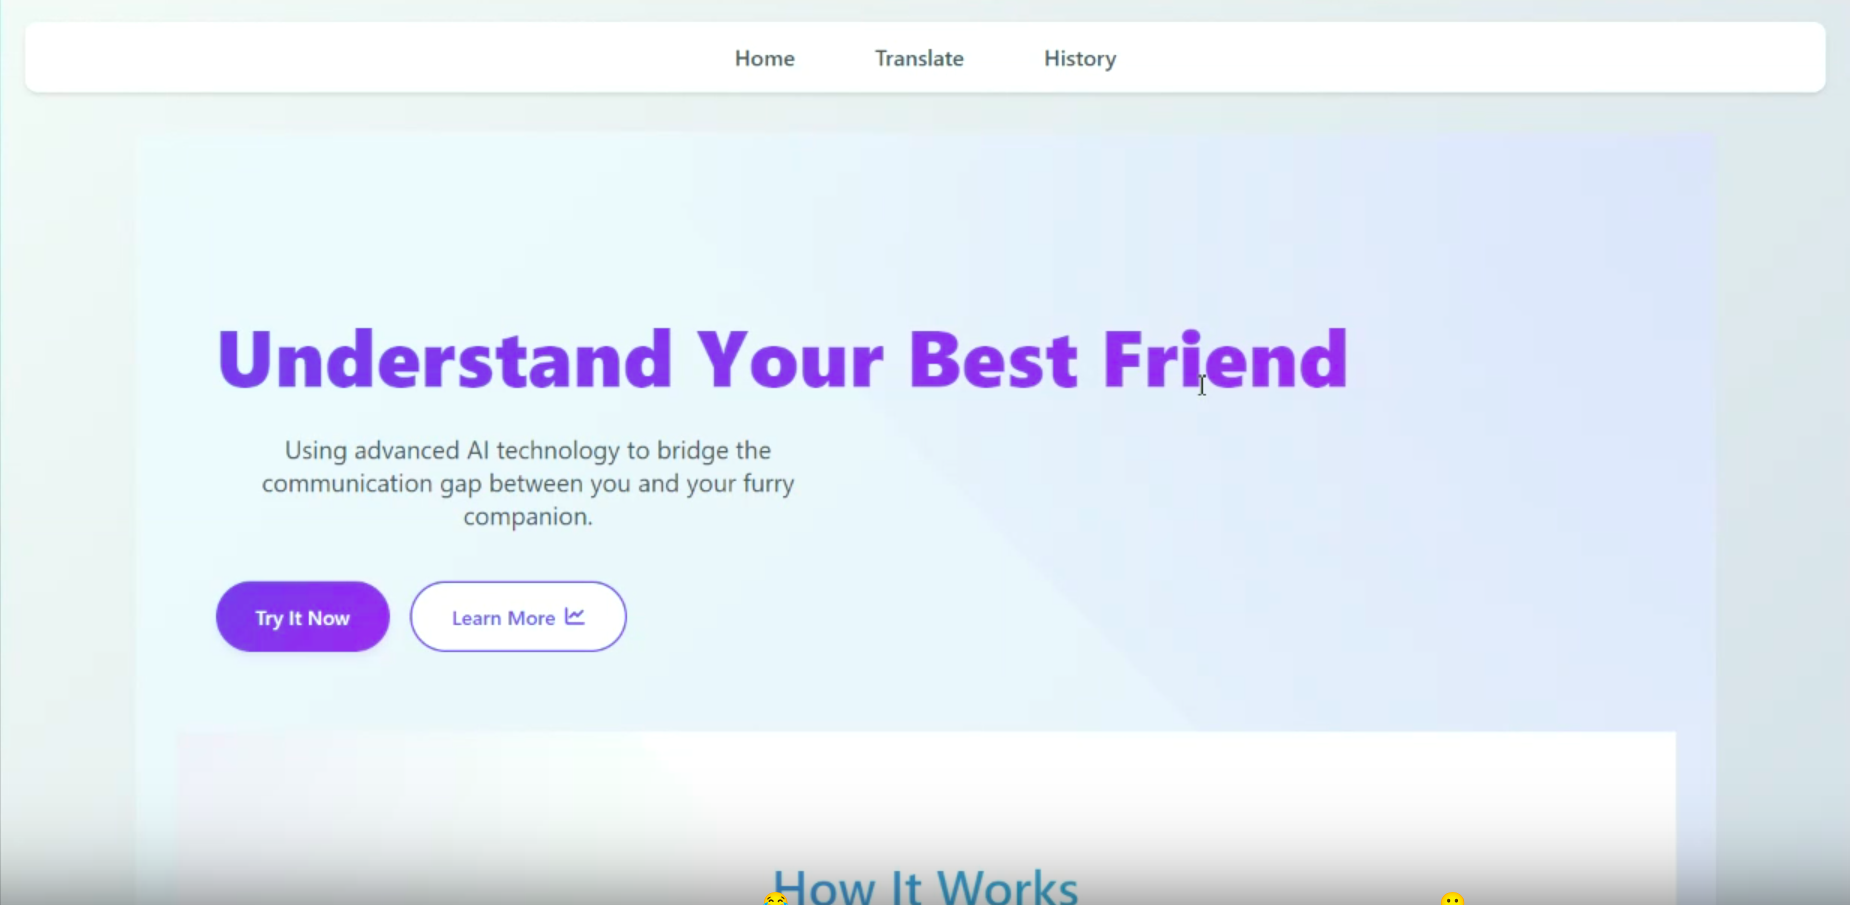 Home Translate History
Understand Your Best Friend
Using advanced AI technology to bridge the
communication gap between you and your furry
companion.
Try It Now Learn More
How It Works